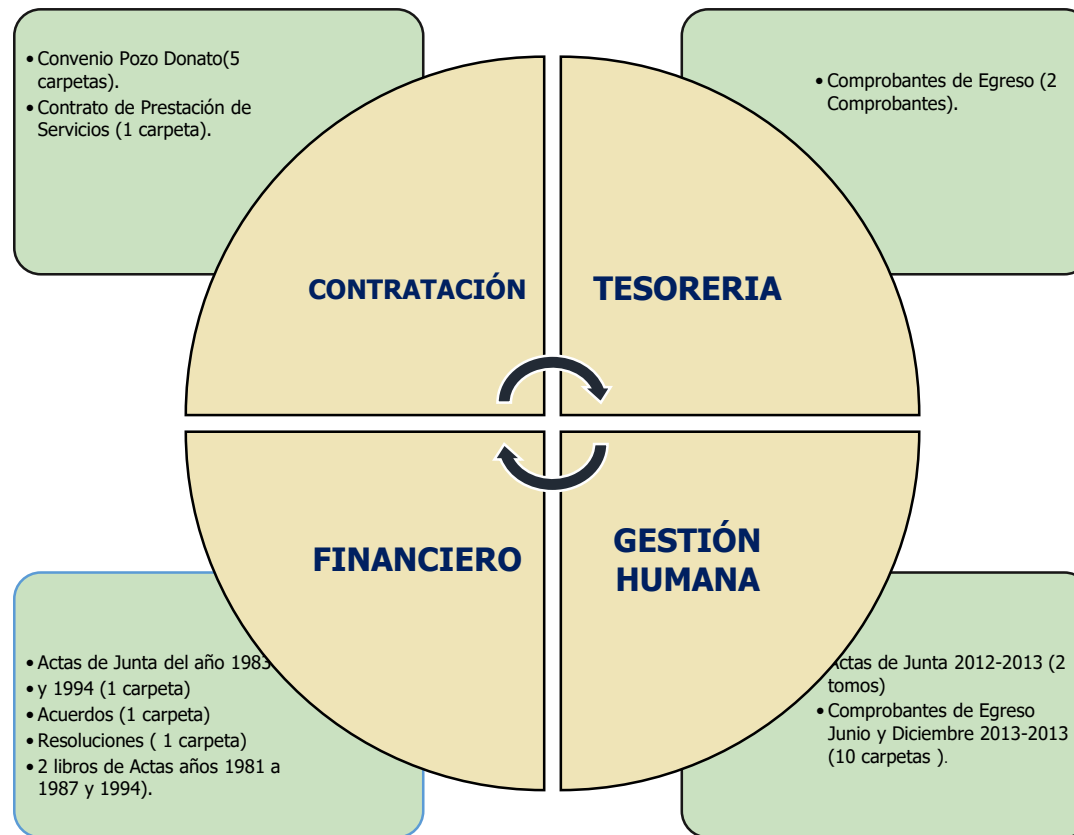 • Convenio Pozo Donato(5
carpetas).
• Contrato de Prestación de
Servicios (1 carpeta).
• Comprobantes de Egreso (2
Comprobantes).
CONTRATACIÓN
TESORERIA
FINANCIERO
GESTIÓN
HUMANA
• Actas de Junta del año 1983
• y 1994 (1 carpeta)
• Acuerdos (1 carpeta)
• Resoluciones ( 1 carpeta)
• 2 libros de Actas años 1981 a
1987 y 1994).
Actas de Junta 2012-2013 (2
tomos)
• Comprobantes de Egreso
Junio y Diciembre 2013-2013
(10 carpetas ).